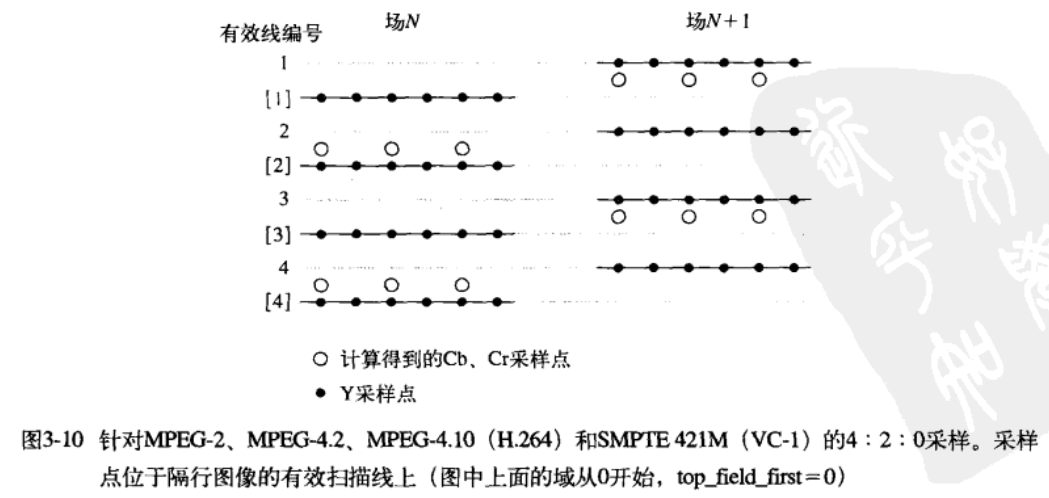 场N
场N+1
有效线编号
1
[1]
2
[2]
3
[3]
4
[4]
计算得到的Cb、Cr采样点
Y采样点
图3-10 针对MPEG-2、MPEG-4.2、MPEG-4.10（H.264）和SMPTE 421M（VC-1）的4：2：0采样。采样
点位于隔行图像的有效扫描线上（图中上面的域从0开始，top_field_first＝0）